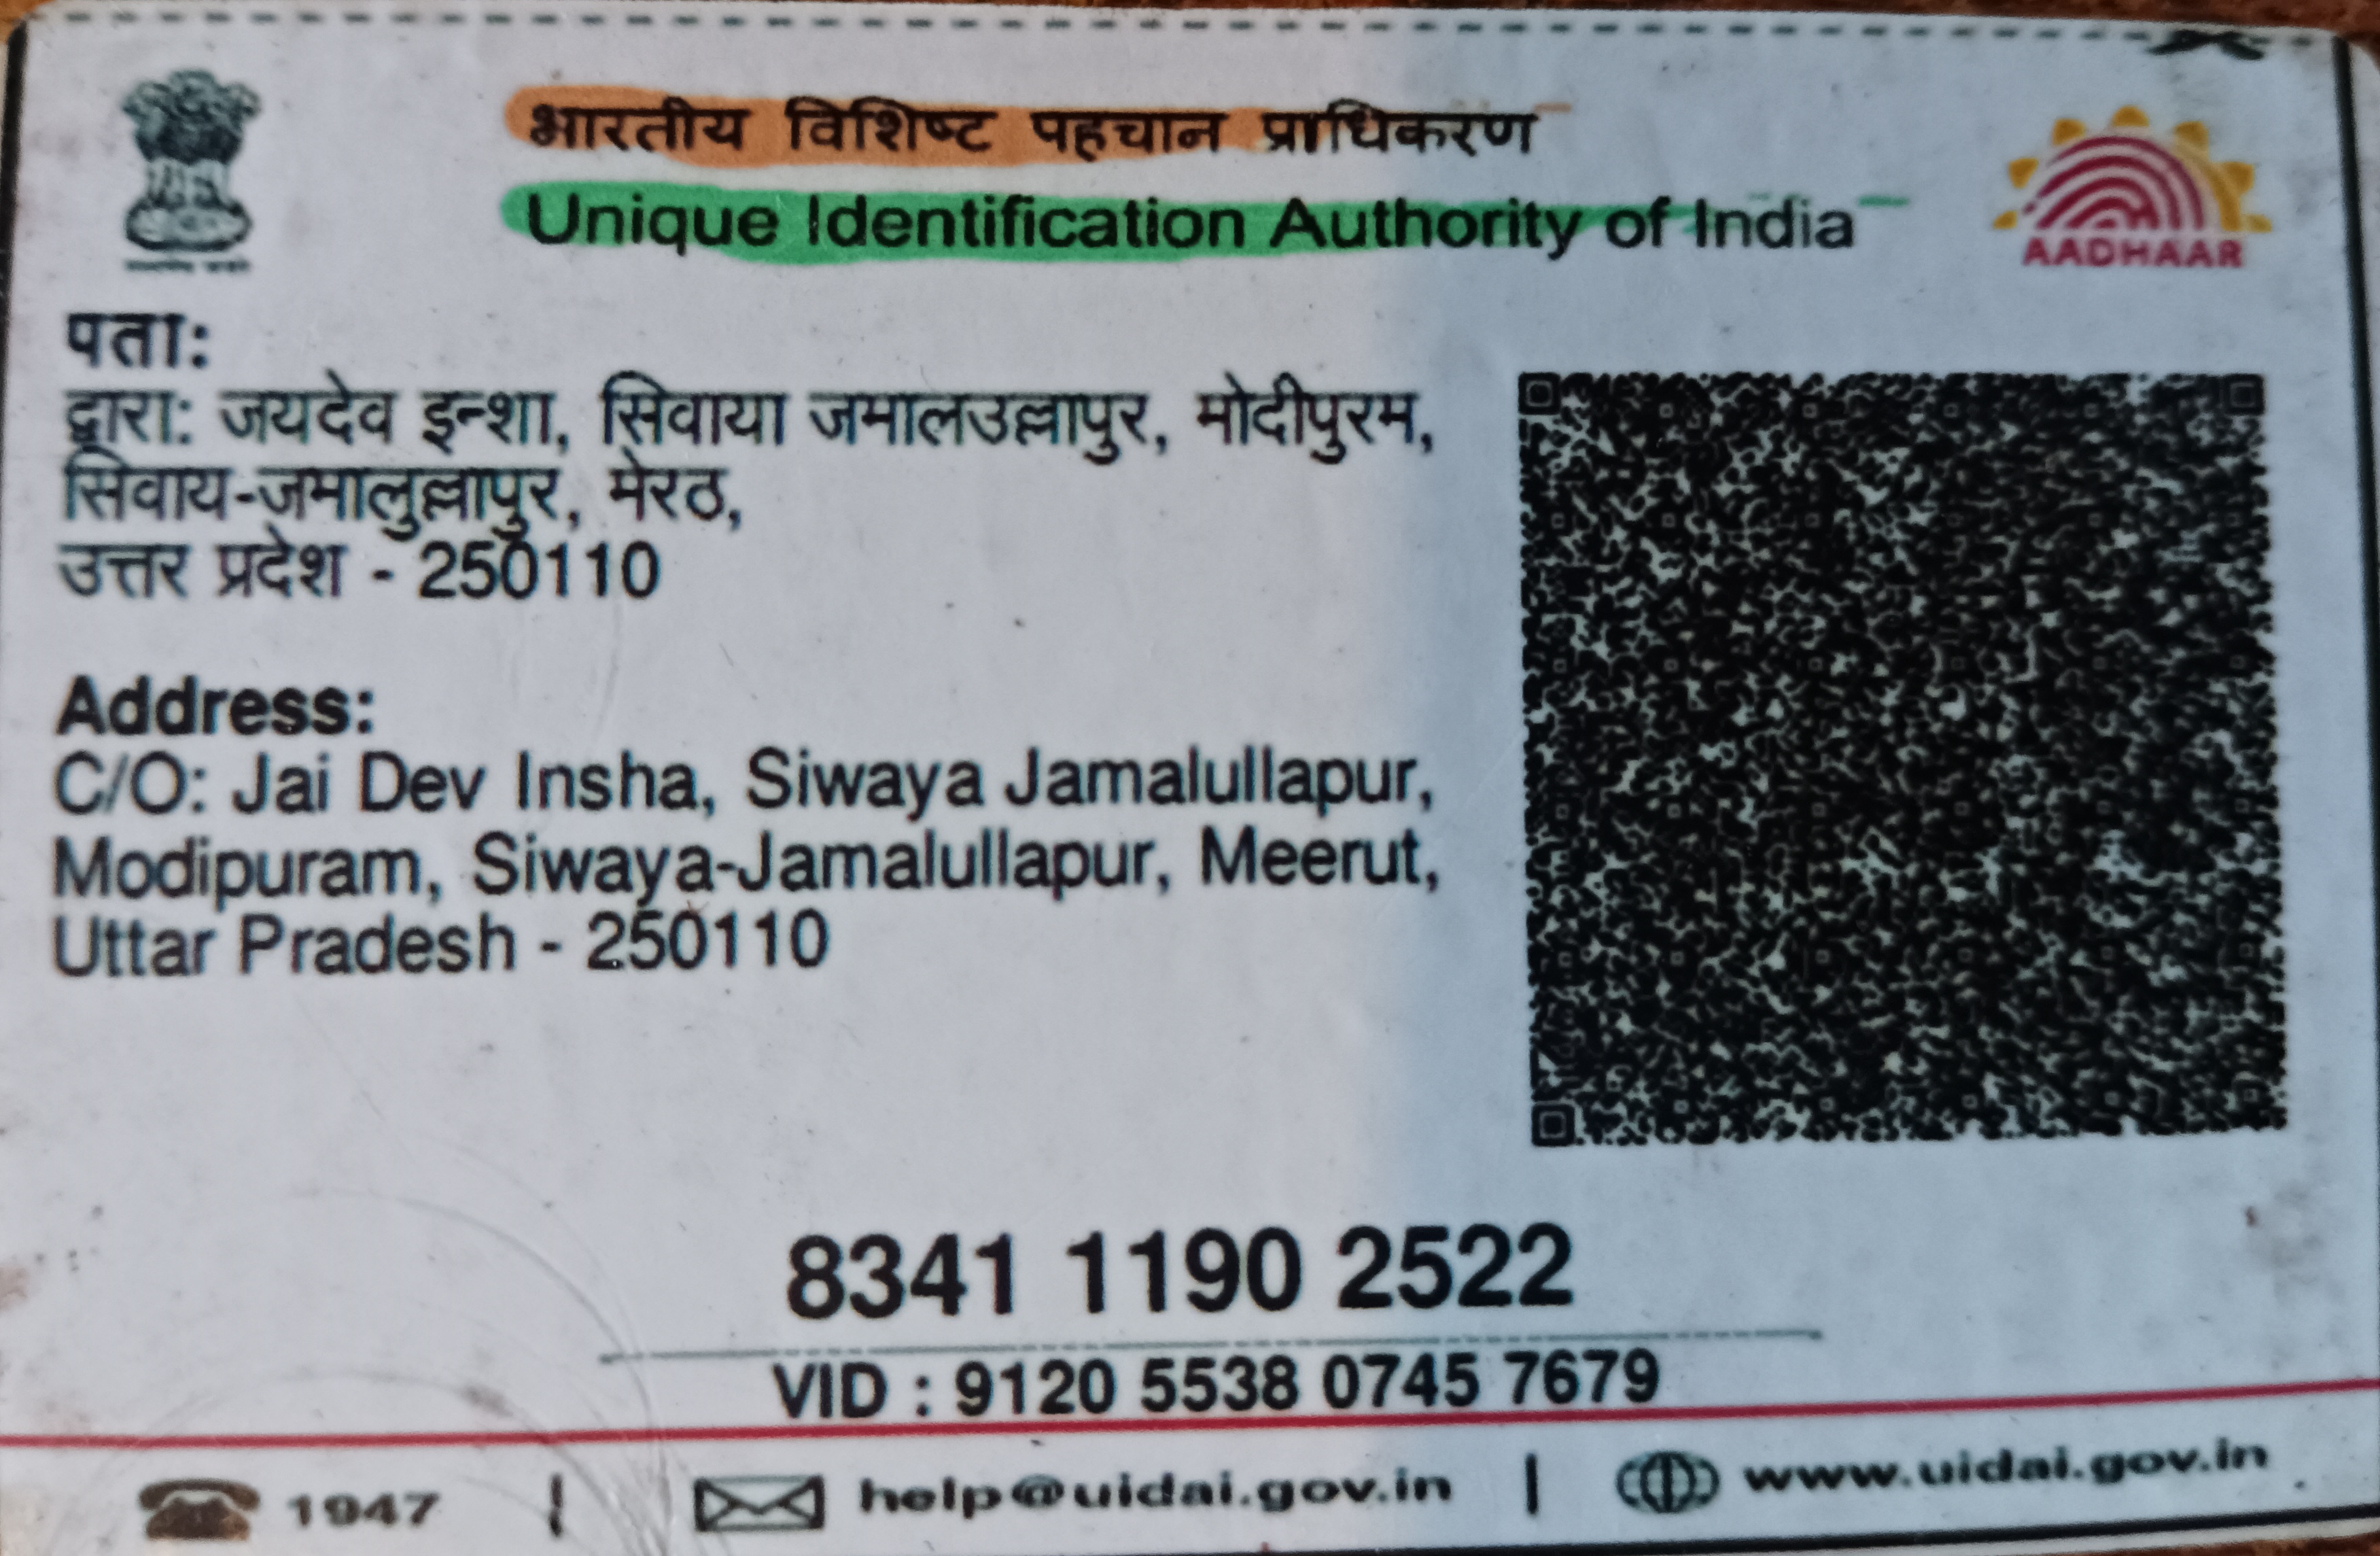 भारतीय विशिष्ट पहचान प्राधिकरण
Unique Identification Authority of India
AADHAAR
पता:
द्वारा: जयदेव इन्शा, सिवाया जमालउल्लापुर, मोदीपुरम,
सिवाय-जमालुल्लापुर, मेरठ,
उत्तर प्रदेश - 250110
Address:
C/O: Jai Dev Insha, Siwaya Jamalullapur,
Modipuram, Siwaya-Jamalullapur, Meerut,
Uttar Pradesh - 250110
8341 1190 2522
VID : 9120 5538 0745 7679
1947 | help@uidai.gov.in | www.uidai.gov.in